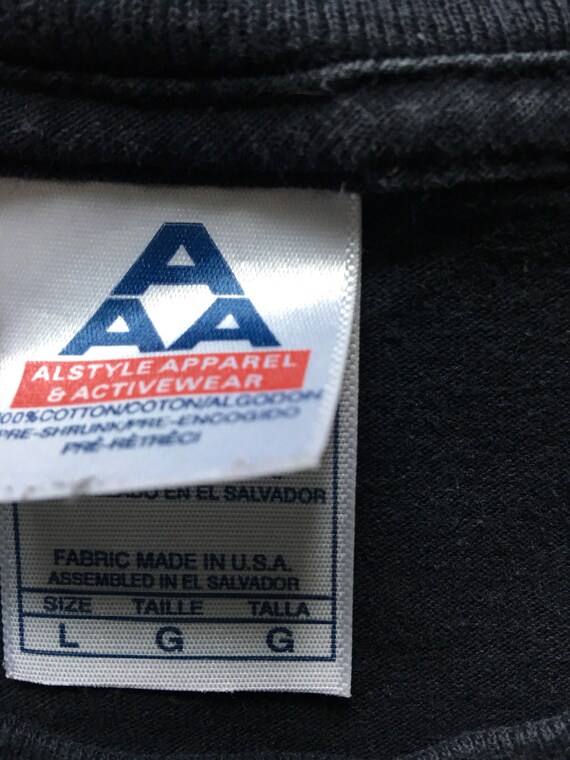 A
AA
ALSTYLE APPAREL
& ACTIVEWEAR
100% COTTON/COTON/ALGODON
PRE-SHRUNK/PRE-ENCOGIDO
PRÉ-RÉTRÉCI
EN EL SALVADOR
FABRIC MADE IN U.S.A.
ASSEMBLED IN EL SALVADOR
SIZE TAILLE TALLA
L G G